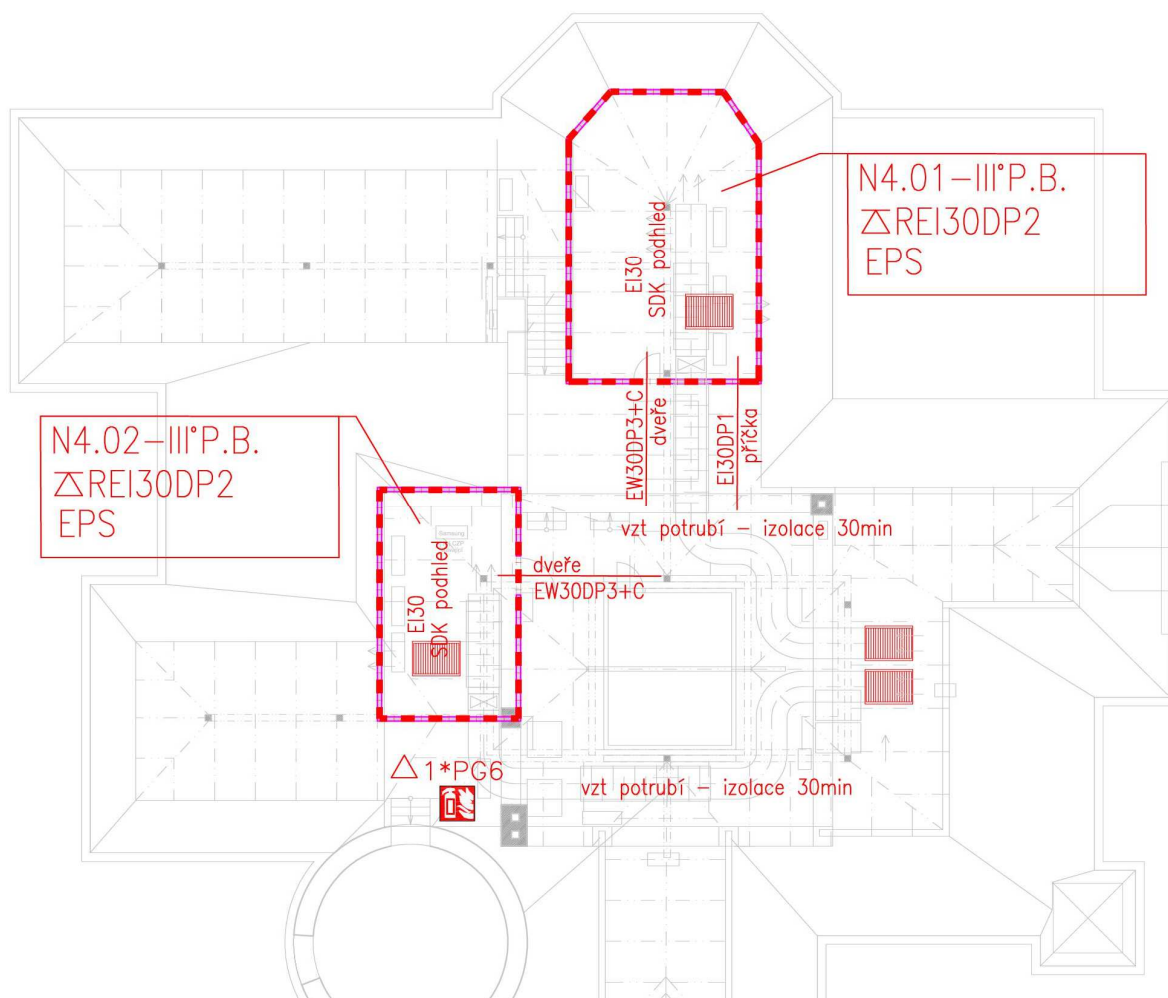 N4.01-III°P.B.
REI30DP2
EPS
EI30
SDK podhled
N4.02-III°P.B.
REI30DP2
EPS
EW30DP3+C
dveře
EI30DP1
příčka
vzt potrubí - izolace 30min
Samsung
dveře
EW30DP3+C
EI30
SDK podhled
1*PG6
vzt potrubí - izolace 30min